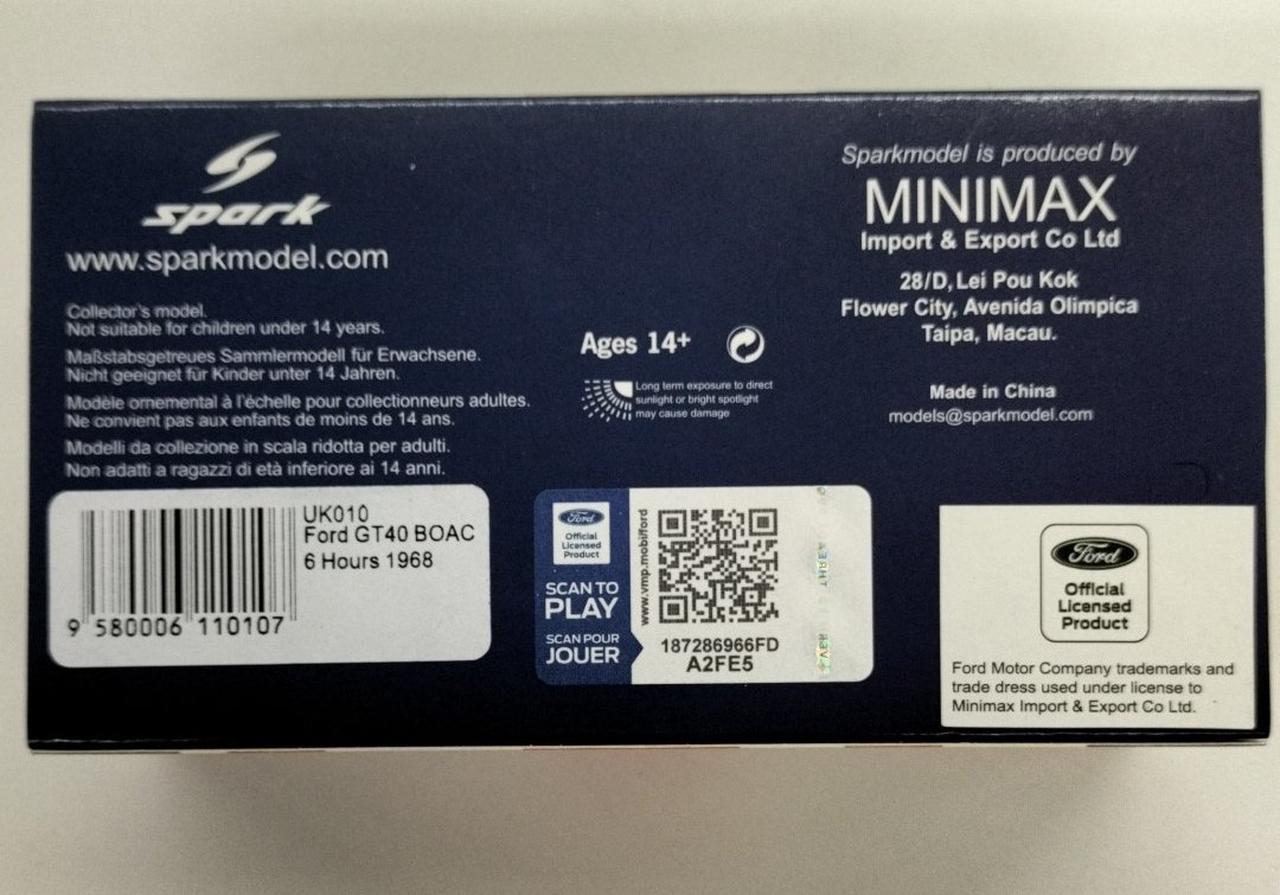 spark
www.sparkmodel.com
Collector's model.
Not suitable for children under 14 years.
Maßstabsgetreues Sammlermodell für Erwachsene.
Nicht geeignet für Kinder unter 14 Jahren.
Modèle ornemental à l'échelle pour collectionneurs adultes.
Ne convient pas aux enfants de moins de 14 ans.
Modelli da collezione in scala ridotta per adulti.
Non adatti a ragazzi di età inferiore ai 14 anni.
Ages 14+
Long term exposure to direct
sunlight or bright spotlight
may cause damage
Sparkmodel is produced by
MINIMAX
Import & Export Co Ltd
28/D, Lei Pou Kok
Flower City, Avenida Olimpica
Taipa, Macau.
Made in China
models@sparkmodel.com
UK010
Ford GT40 BOAC
6 Hours 1968
9 580006 110107
Ford
Official
Licensed
Product
SCAN TO
PLAY
SCAN POUR
JOUER
www.vmp.mobi/ford
187286966FD
A2FE5
Ford
Official
Licensed
Product
Ford Motor Company trademarks and
trade dress used under license to
Minimax Import & Export Co Ltd.